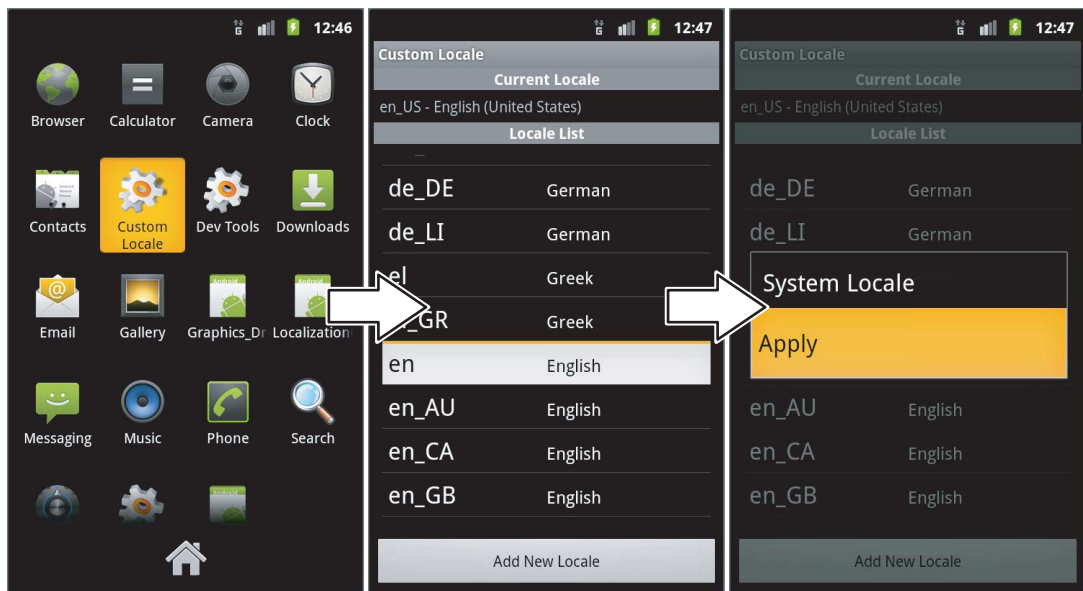 12:46
Browser
Calculator
Camera
Clock
Contacts
Custom
Locale
Dev Tools
Downloads
Email
Gallery
Graphics_Dr
Localization
Messaging
Music
Phone
Search
12:47
Custom Locale
Current Locale
en_US - English (United States)
Locale List
de_DE German
de_LI German
el Greek
_GR Greek
en English
en_AU English
en_CA English
en_GB English
Add New Locale
12:47
Custom Locale
Current Locale
en_US - English (United States)
Locale List
de_DE German
de_LI German
System Locale
Apply
en_AU English
en_CA English
en_GB English
Add New Locale